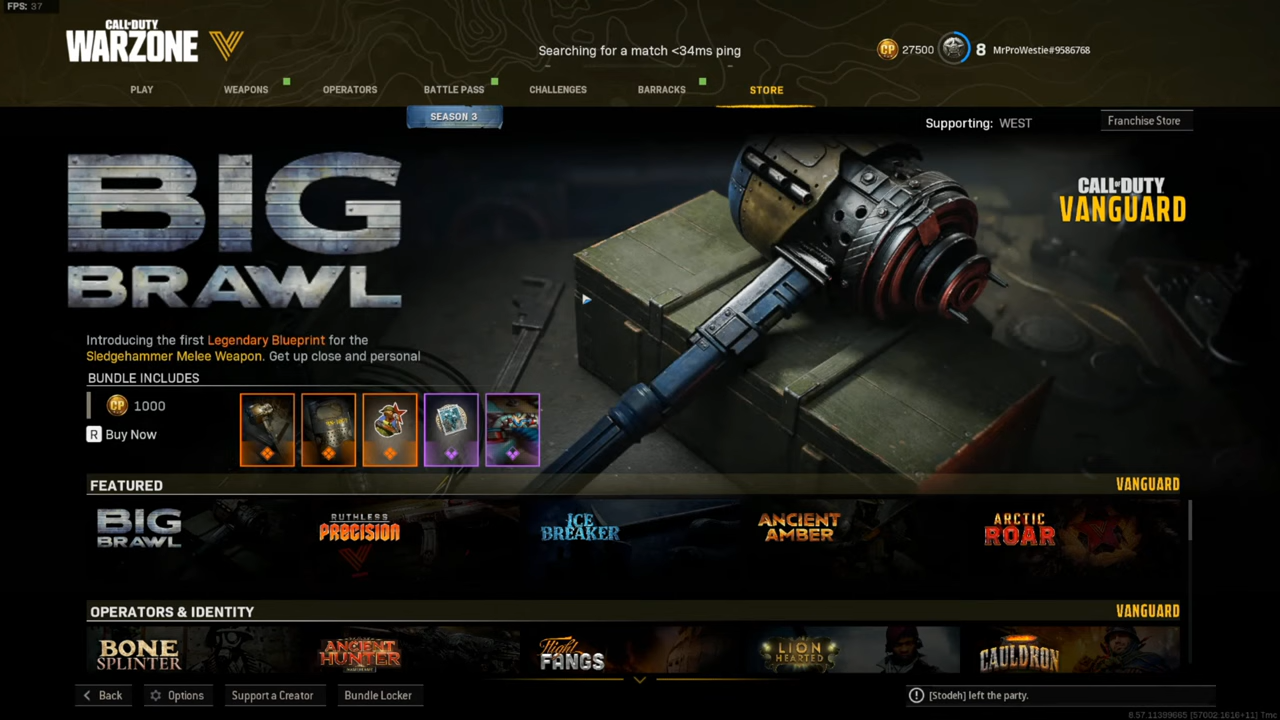 FPS: 37
CALL OF DUTY
WARZONE
Searching for a match <34ms ping
CP 27500
8 MrProWestie#9586768
PLAY
WEAPONS
OPERATORS
BATTLE PASS
CHALLENGES
BARRACKS
STORE
SEASON 3
Supporting: WEST
Franchise Store
BIG
BRAWL
CALL OF DUTY
VANGUARD
Introducing the first Legendary Blueprint for the
Sledgehammer Melee Weapon. Get up close and personal
BUNDLE INCLUDES
CP 1000
R Buy Now
FEATURED
VANGUARD
BIG
BRAWL
RUTHLESS
PRECISION
ICE
BREAKER
ANCIENT
AMBER
ARCTIC
ROAR
OPERATORS & IDENTITY
VANGUARD
BONE
SPLINTER
ANCIENT
HUNTER
Night
FANGS
LION
HEARTED
CAULDRON
Back
Options
Support a Creator
Bundle Locker
[Stodeh] left the party.